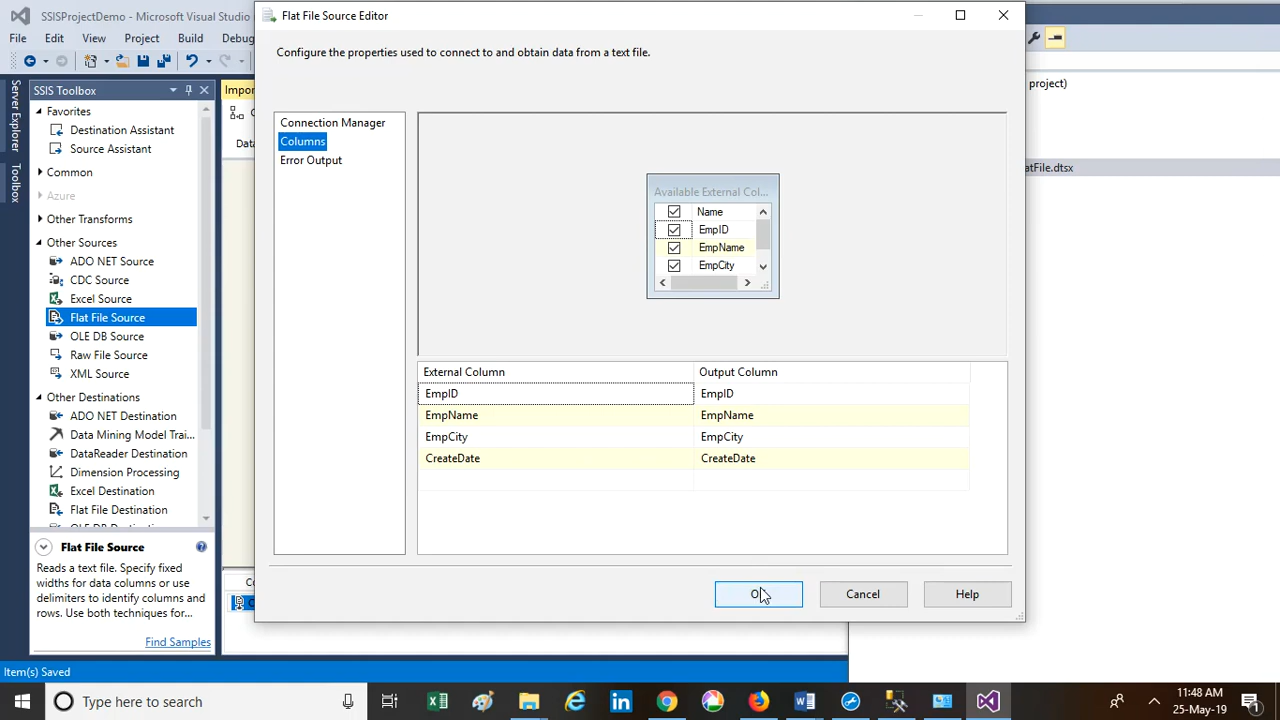 SSISProjectDemo - Microsoft Visual Studio
Flat File Source Editor
File Edit View Project Build Debug
Configure the properties used to connect to and obtain data from a text file.
Server Explorer
Toolbox
SSIS Toolbox
Favorites
Destination Assistant
Source Assistant
Common
Azure
Other Transforms
Other Sources
ADO NET Source
CDC Source
Excel Source
Flat File Source
OLE DB Source
Raw File Source
XML Source
Other Destinations
ADO NET Destination
Data Mining Model Trai...
DataReader Destination
Dimension Processing
Excel Destination
Flat File Destination
Flat File Source
Reads a text file. Specify fixed
widths for data columns or use
delimiters to identify columns and
rows. Use both techniques for...
Find Samples
Impor
Data
Connection Manager
Columns
Error Output
Available External Col...
Name
EmpID
EmpName
EmpCity
External Column Output Column
EmpID EmpID
EmpName EmpName
EmpCity EmpCity
CreateDate CreateDate
Cancel
Help
project)
atFile.dtsx
Item(s) Saved
Type here to search
11:48 AM
25-May-19
1